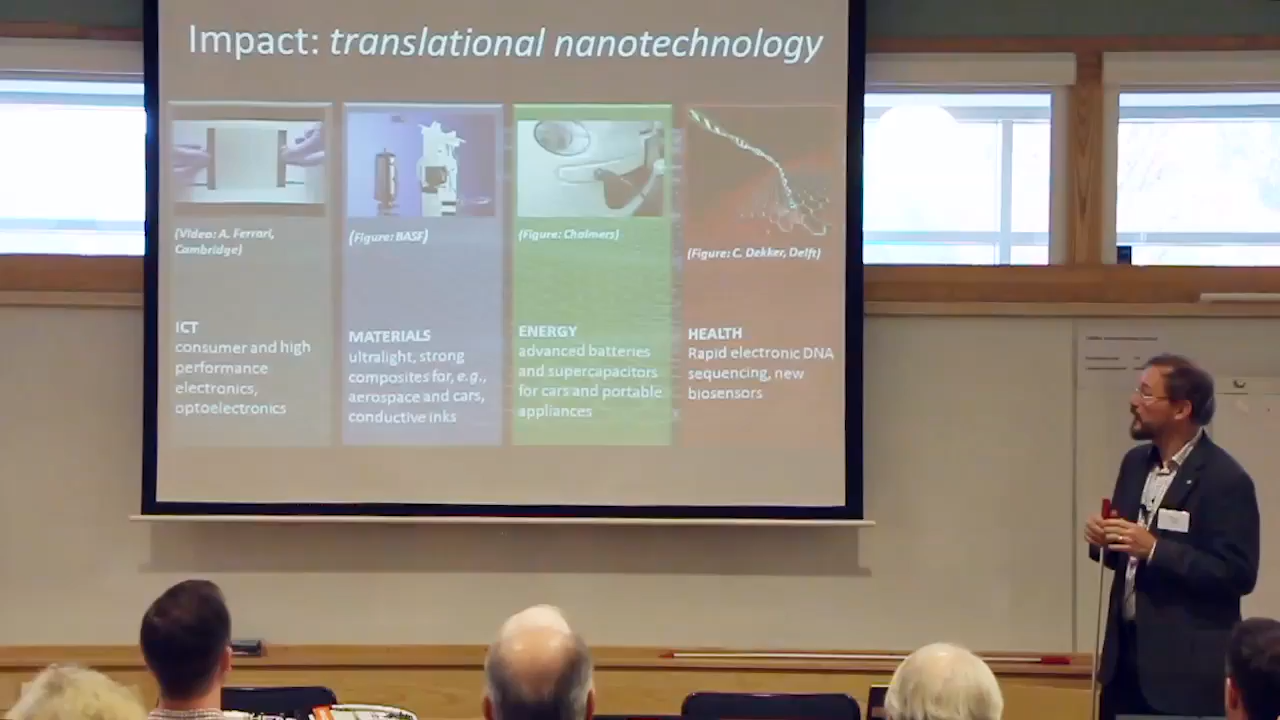 Impact: translational nanotechnology
(Video: A. Ferrari,
Cambridge)
ICT
consumer and high
performance
electronics,
optoelectronics
(Figure: BASF)
MATERIALS
ultralight, strong
composites for, e.g.,
aerospace and cars,
conductive inks
(Figure: Chalmers)
ENERGY
advanced batteries
and supercapacitors
for cars and portable
appliances
(Figure: C. Dekker, Delft)
HEALTH
Rapid electronic DNA
sequencing, new
biosensors